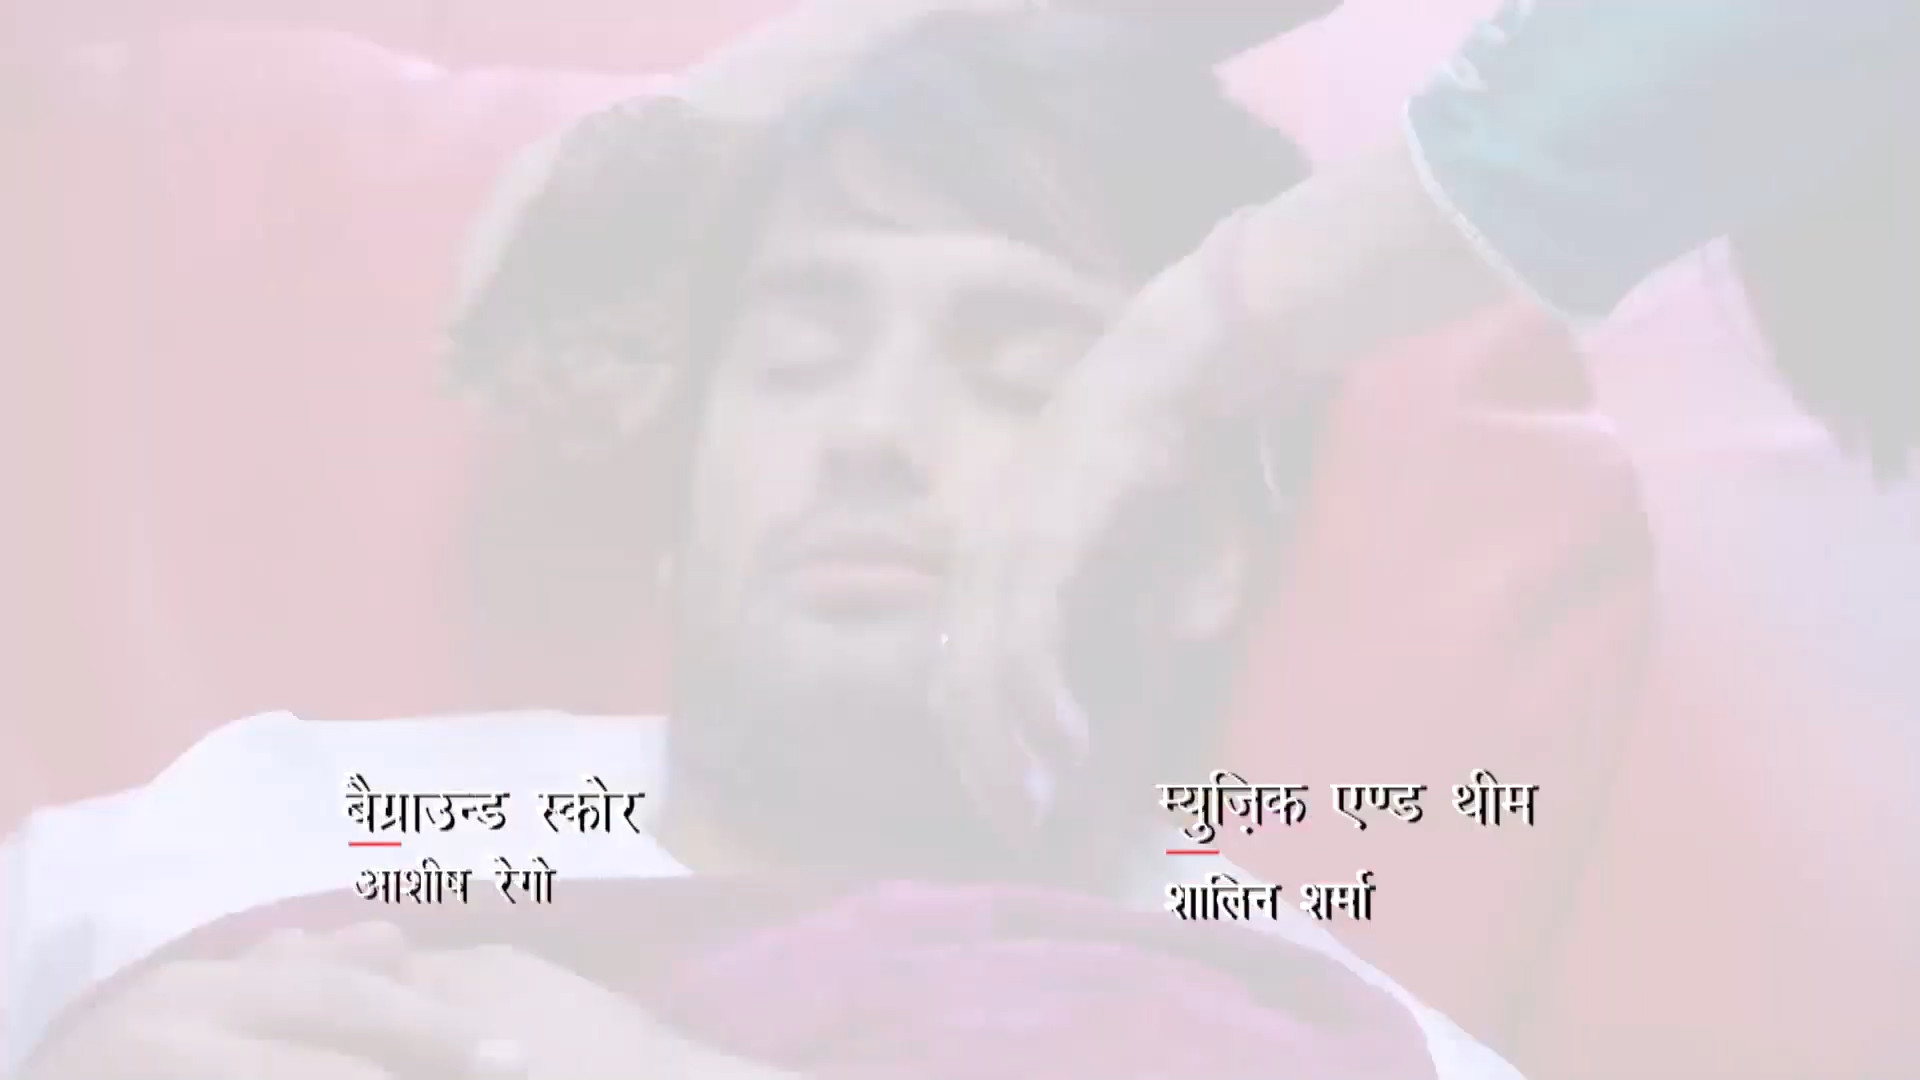 बैग्राउन्ड स्कोर
आशीष रेगो
म्युज़िक एण्ड थीम
शालिन शर्मा